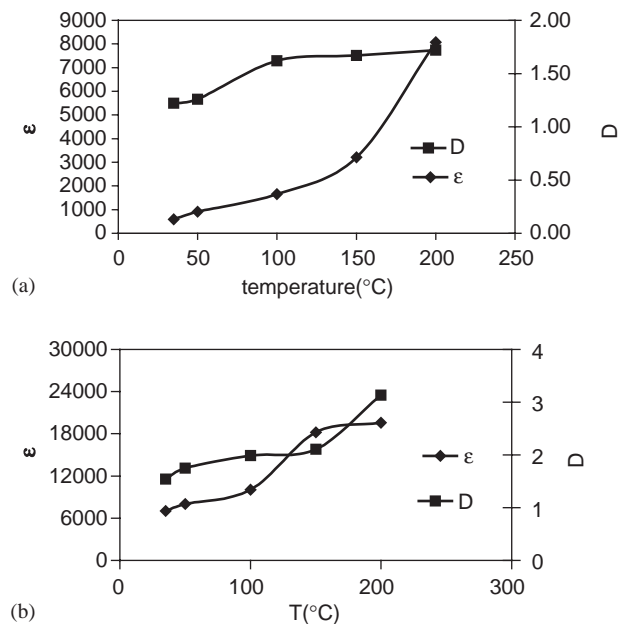 9000
8000
7000
6000
5000
4000
3000
2000
1000
0
ε
2.00
1.50
1.00
0.50
0.00
D
D
ε
0 50 100 150 200 250
temperature(°C)
(a)
30000
24000
18000
12000
6000
0
ε
4
3
2
1
0
D
ε
D
0 100 200 300
T(°C)
(b)